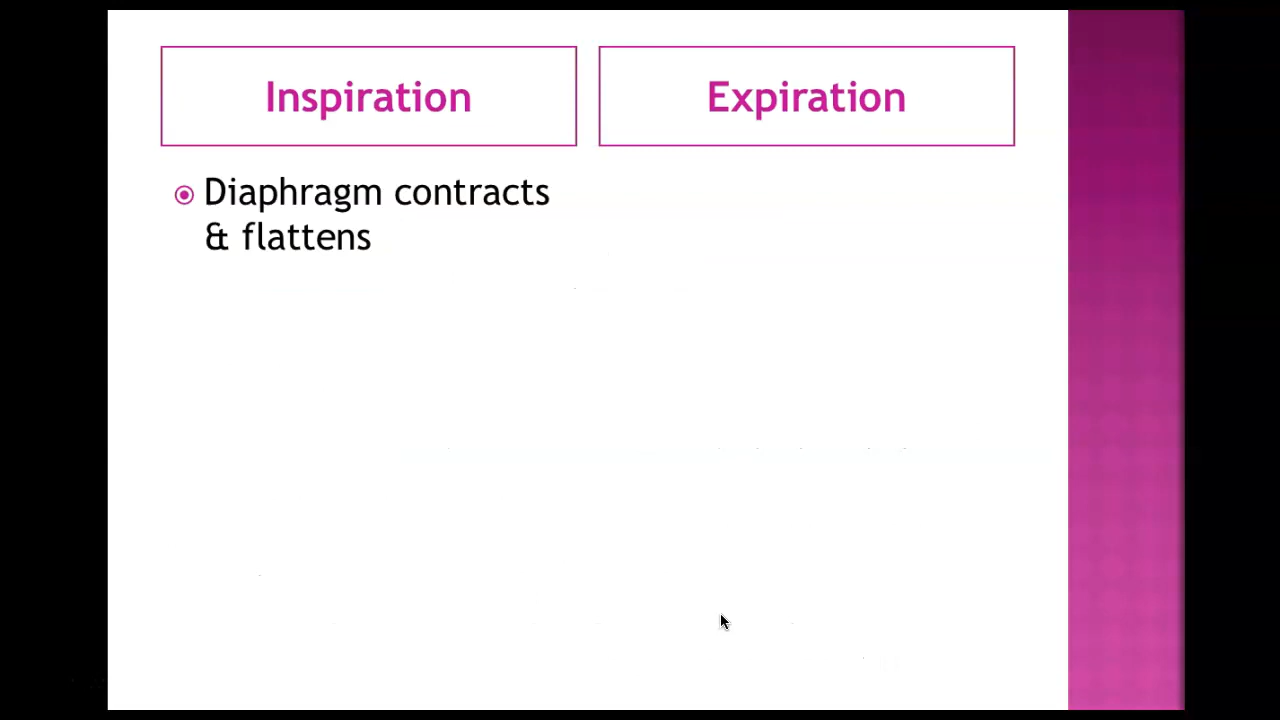 Inspiration
Expiration
Diaphragm contracts
& flattens